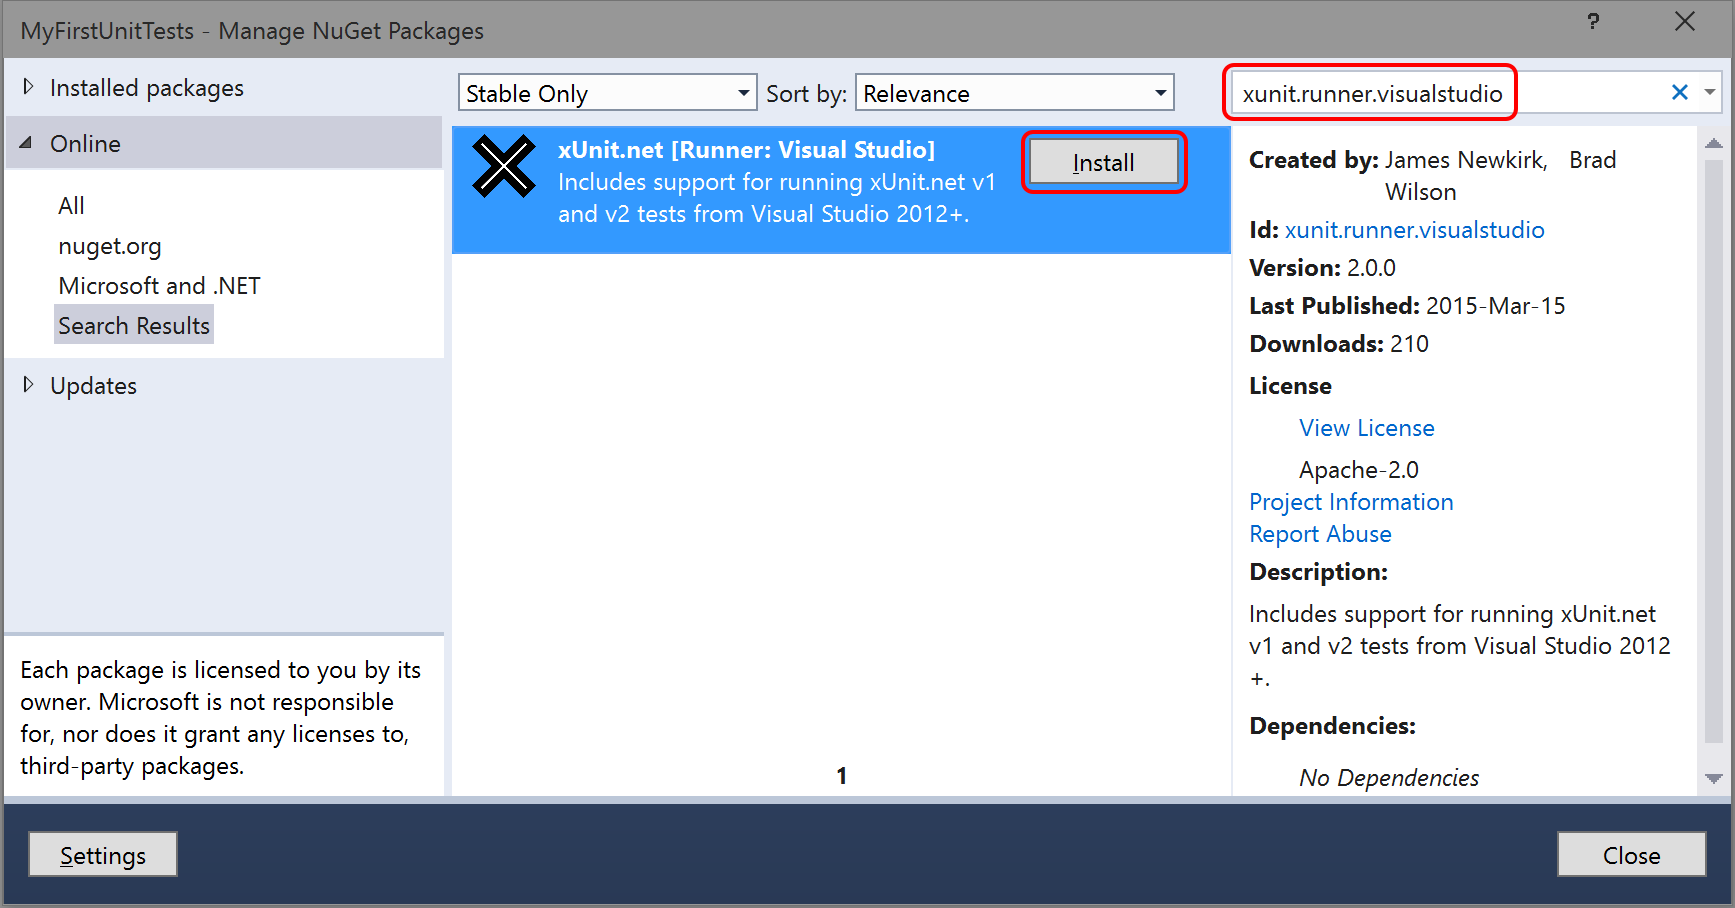 MyFirstUnitTests - Manage NuGet Packages
?
Installed packages
Online
All
nuget.org
Microsoft and .NET
Search Results
Updates
Each package is licensed to you by its
owner. Microsoft is not responsible
for, nor does it grant any licenses to,
third-party packages.
Stable Only
Sort by:
Relevance
xUnit.net [Runner: Visual Studio]
Includes support for running xUnit.net v1
and v2 tests from Visual Studio 2012+.
Install
1
xunit.runner.visualstudio
Created by: James Newkirk, Brad
Wilson
Id: xunit.runner.visualstudio
Version: 2.0.0
Last Published: 2015-Mar-15
Downloads: 210
License
View License
Apache-2.0
Project Information
Report Abuse
Description:
Includes support for running xUnit.net
v1 and v2 tests from Visual Studio 2012
+.
Dependencies:
No Dependencies
Settings
Close